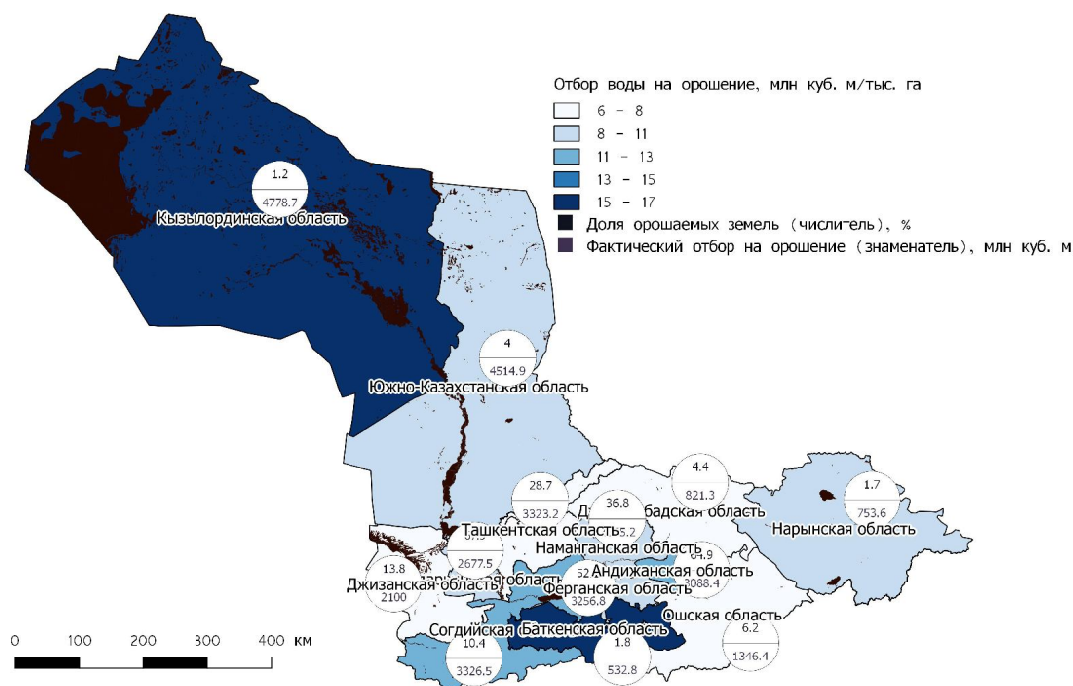 Отбор воды на орошение, млн куб. м/тыс. га
6 – 8
8 – 11
11 – 13
13 – 15
15 – 17
Доля орошаемых земель (числитель), %
Фактический отбор на орошение (знаменатель), млн куб. м
1.2
4778.7
Кызылординская область
4
4514.9
Южно-Казахстанская область
4.4
821.3
область
1.7
753.6
Нарынская область
28.7
3323.2
Ташкентская область
36.8
Наманганская область
2677.5
область
13.8
Джизакская область
2100
Андижанская область
3088.4
Ферганская область
3256.8
Ошская область
6.2
1346.4
Согдийская
10.4
3326.5
Баткенская область
1.8
532.8
0 100 200 300 400 км